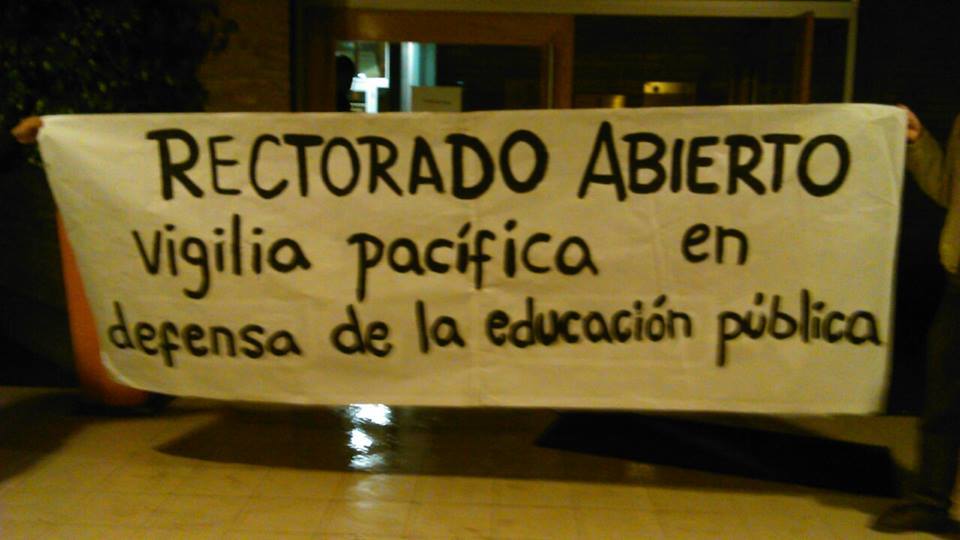 RECTORADO ABIERTO
vigilia pacífica en
defensa de la educación pública